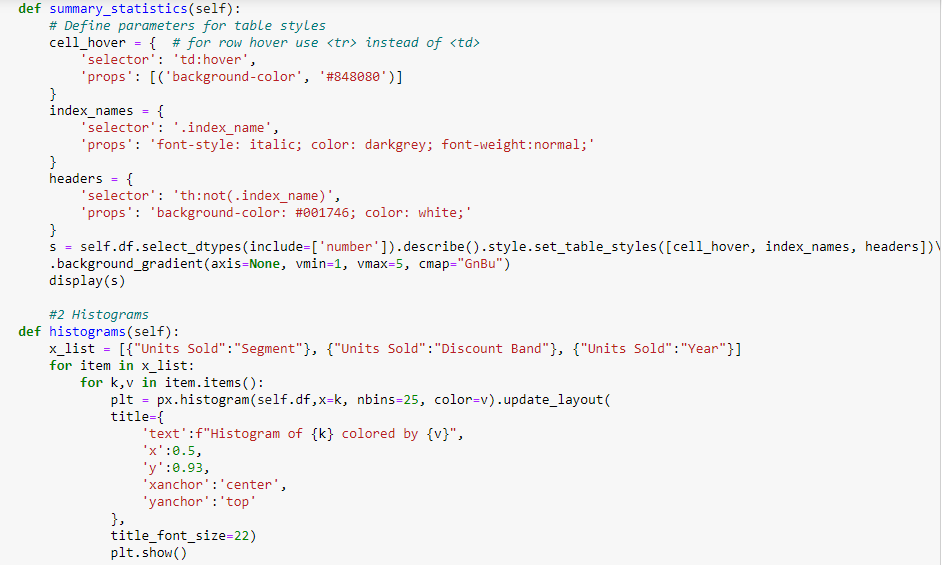 def summary_statistics(self):
    # Define parameters for table styles
    cell_hover = {  # for row hover use <tr> instead of <td>
        'selector': 'td:hover',
        'props': [('background-color', '#848080')]
    }
    index_names = {
        'selector': '.index_name',
        'props': 'font-style: italic; color: darkgrey; font-weight:normal;'
    }
    headers = {
        'selector': 'th:not(.index_name)',
        'props': 'background-color: #001746; color: white;'
    }
    s = self.df.select_dtypes(include=['number']).describe().style.set_table_styles([cell_hover, index_names, headers])\
    .background_gradient(axis=None, vmin=1, vmax=5, cmap="GnBu")
    display(s)
    #2 Histograms
def histograms(self):
    x_list = [{"Units Sold":"Segment"}, {"Units Sold":"Discount Band"}, {"Units Sold":"Year"}]
    for item in x_list:
        for k,v in item.items():
            plt = px.histogram(self.df,x=k, nbins=25, color=v).update_layout(
            title={
                'text':f"Histogram of {k} colored by {v}",
                'x':0.5,
                'y':0.93,
                'xanchor':'center',
                'yanchor':'top'
            },
            title_font_size=22)
            plt.show()